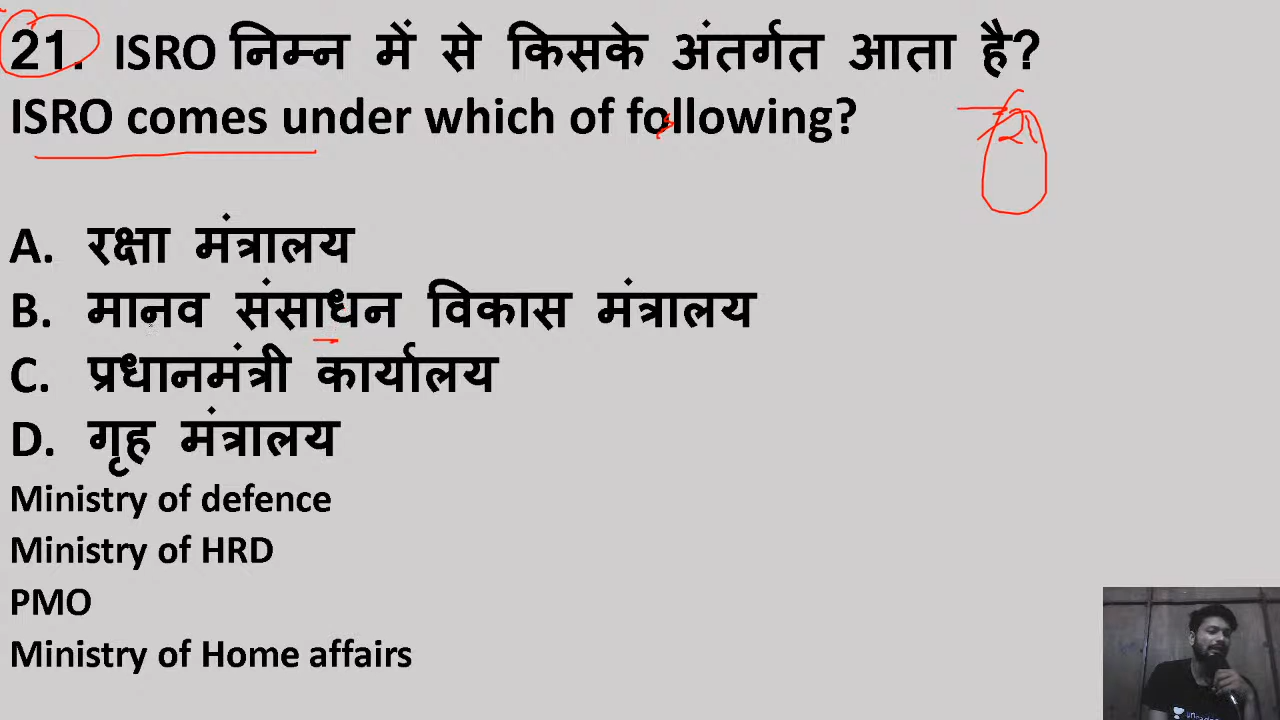 21. ISRO निम्न में से किसके अंतर्गत आता है?
ISRO comes under which of following?
21
A. रक्षा मंत्रालय
B. मानव संसाधन विकास मंत्रालय
C. प्रधानमंत्री कार्यालय
D. गृह मंत्रालय
Ministry of defence
Ministry of HRD
PMO
Ministry of Home affairs